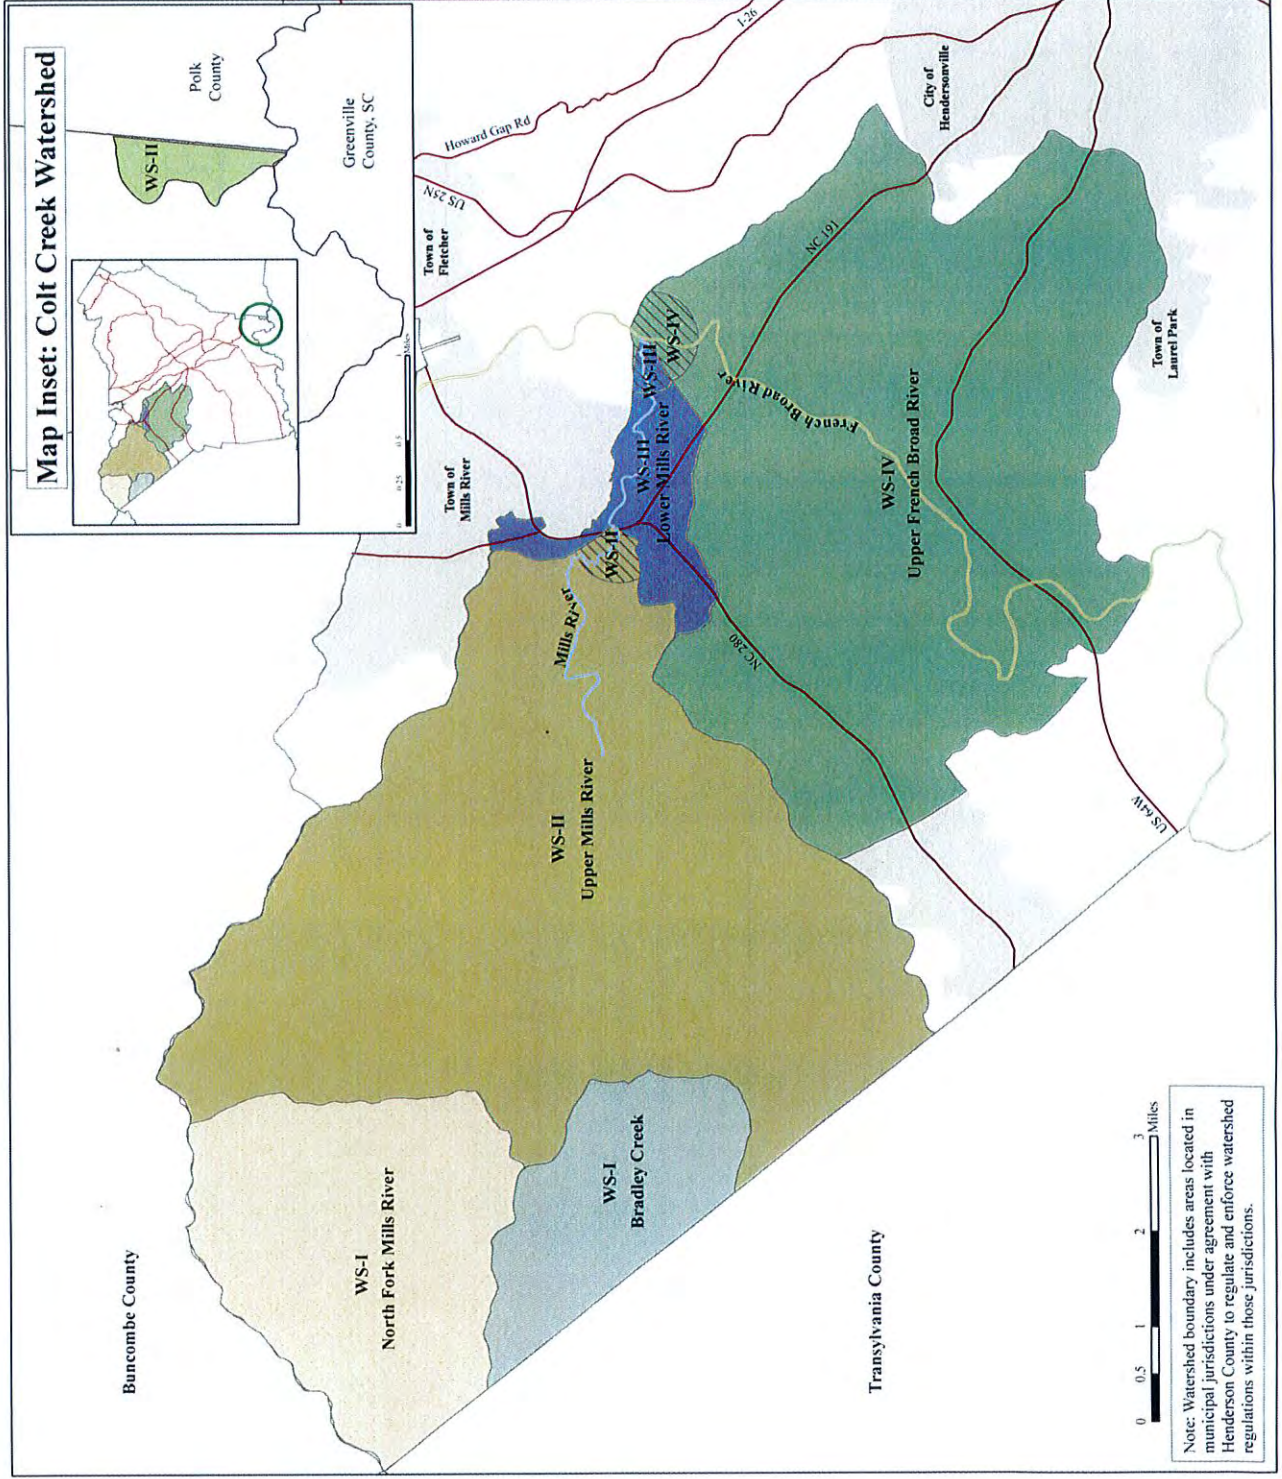 Map Inset: Colt Creek Watershed
WS-II
Polk
County
Greenville
County, SC
0
0.25
0.5
1
Miles
Buncombe County
WS-I
North Fork Mills River
WS-I
Bradley Creek
Transylvania County
WS-II
Upper Mills River
Mills River
WS-II
Town of
Mills River
WS-III
Lower Mills River
WS-III
WS-IV
Town of
Fletcher
US 25N
Howard Gap Rd
I-26
NC 191
NC 280
French Broad River
WS-IV
Upper French Broad River
City of
Hendersonville
Town of
Laurel Park
US 64W
0
0.5
1
2
3
Miles
Note: Watershed boundary includes areas located in
municipal jurisdictions under agreement with
Henderson County to regulate and enforce watershed
regulations within those jurisdictions.